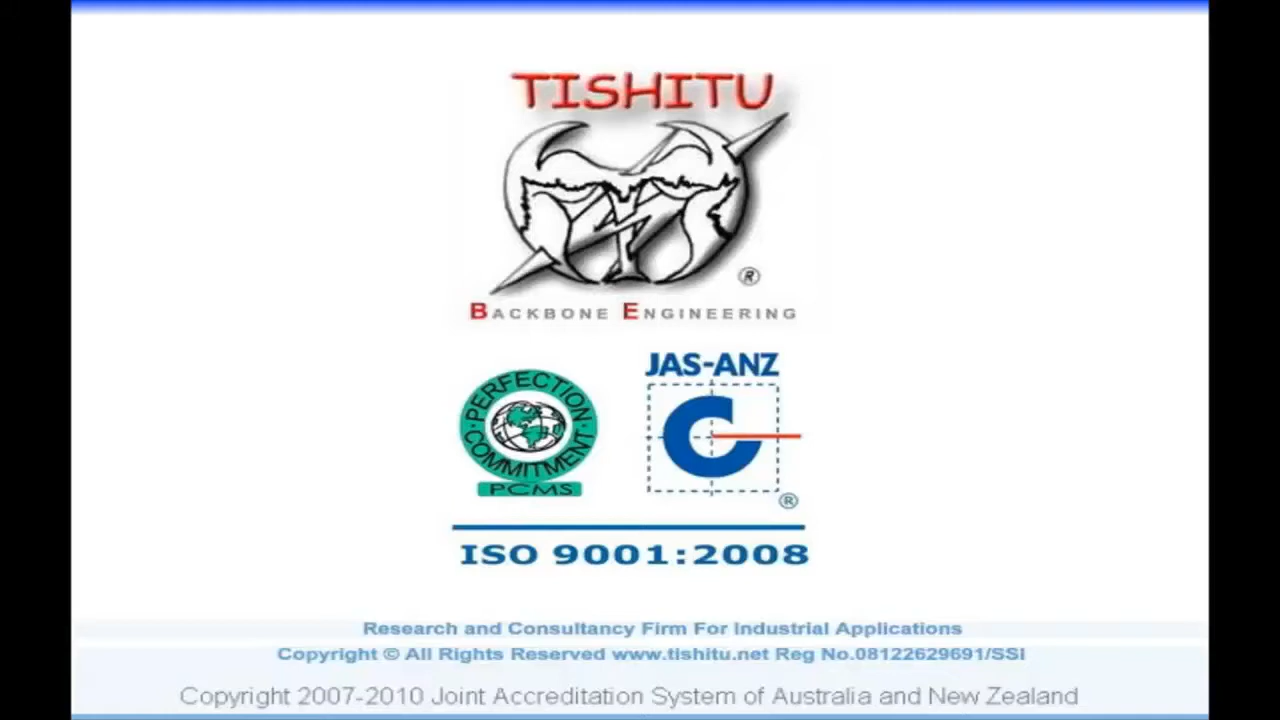 TISHITU
®
BACKBONE ENGINEERING
JAS-ANZ
PERFECTION
COMMITMENT
PCMS
®
ISO 9001:2008
Research and Consultancy Firm For Industrial Applications
Copyright © All Rights Reserved www.tishitu.net Reg No.08122629691/SSI
Copyright 2007-2010 Joint Accreditation System of Australia and New Zealand